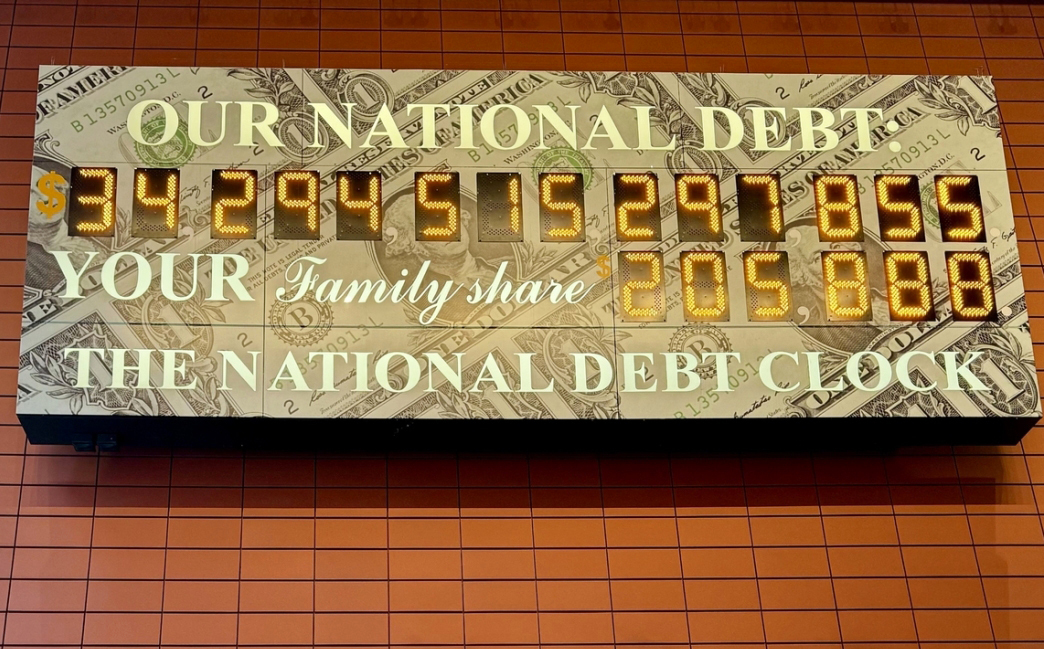 OUR NATIONAL DEBT:
$34 294 515 297 855
YOUR Family share $205 888
THE NATIONAL DEBT CLOCK